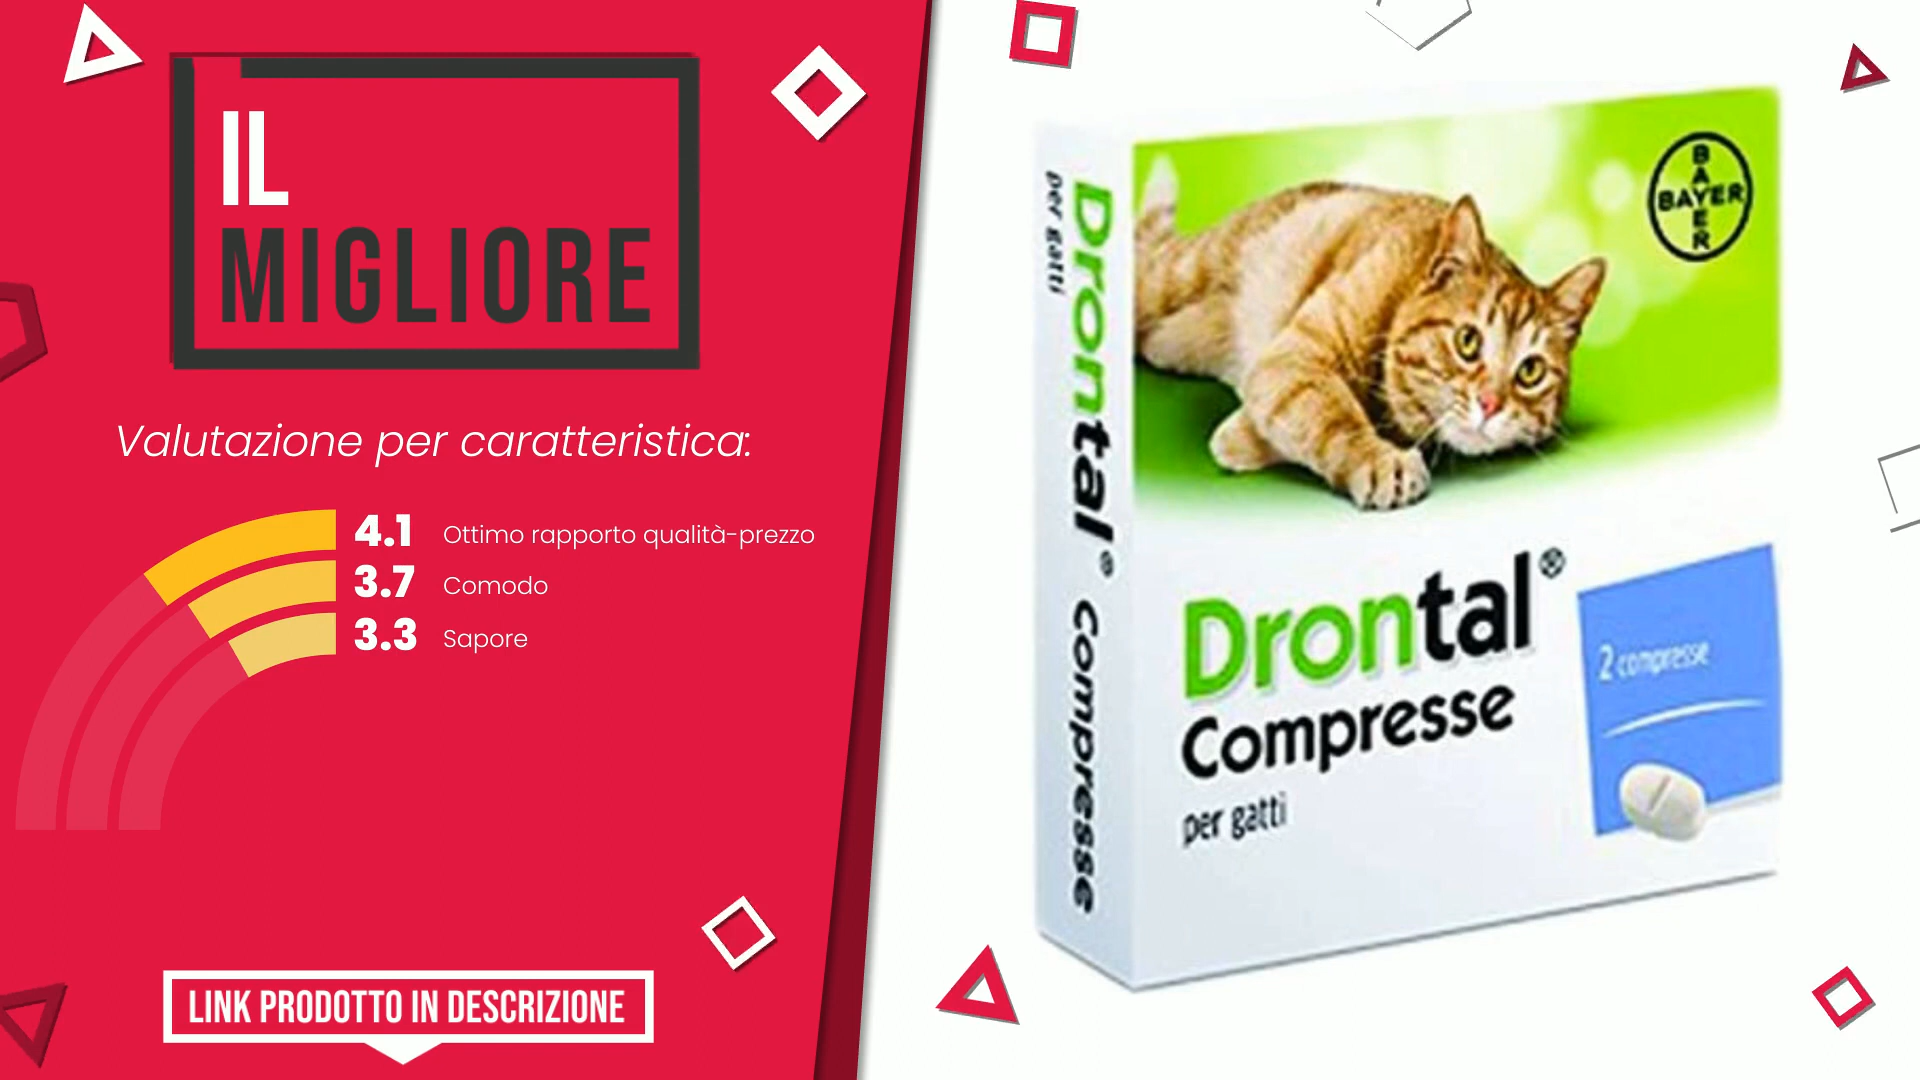 IL
MIGLIORE
Valutazione per caratteristica:
4.1 Ottimo rapporto qualità-prezzo
3.7 Comodo
3.3 Sapore
LINK PRODOTTO IN DESCRIZIONE
Drontal® Compresse
per gatti
BAYER
BAYER
Drontal®
Compresse
per gatti
2 compresse